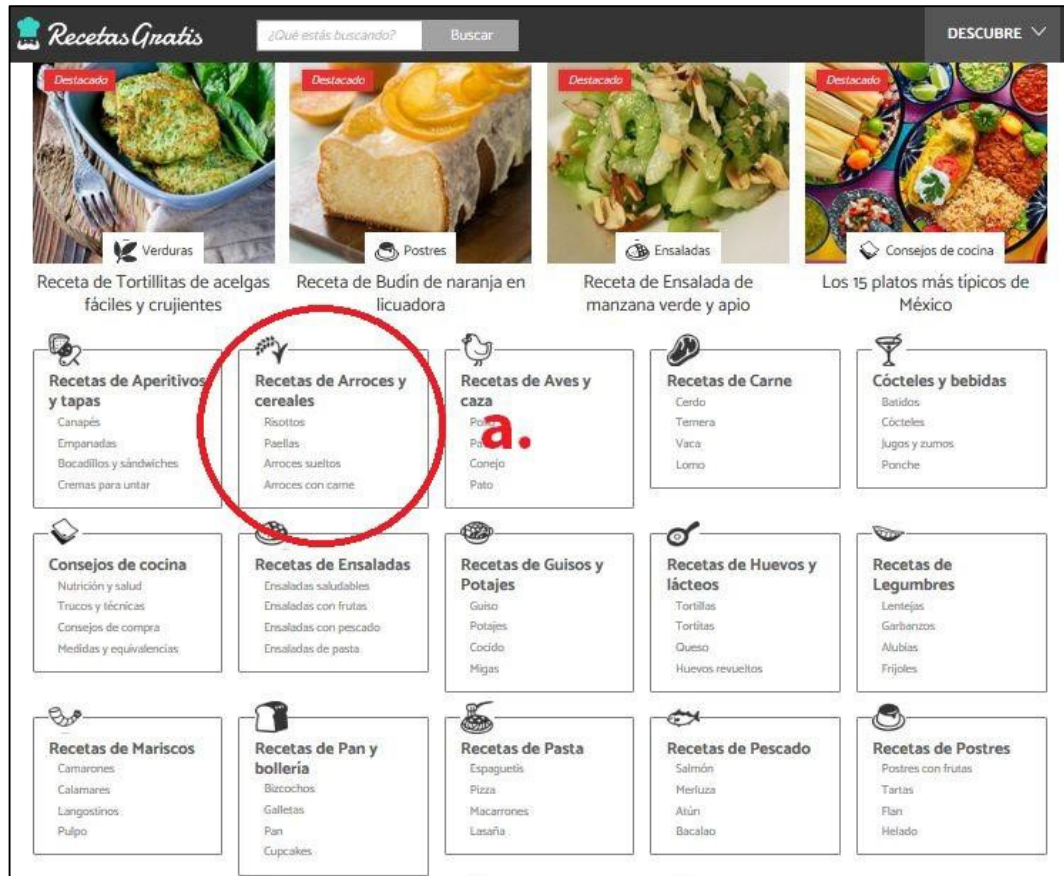 Recetas Gratis
¿Qué estás buscando?
Buscar
DESCUBRE
Destacado
Destacado
Destacado
Destacado
Verduras
Postres
Ensaladas
Consejos de cocina
Receta de Tortillitas de acelgas
fáciles y crujientes
Receta de Budín de naranja en
licuadora
Receta de Ensalada de
manzana verde y apio
Los 15 platos más típicos de
México
Recetas de Aperitivos
y tapas
Canapés
Empanadas
Bocadillos y sándwiches
Cremas para untar
Recetas de Arroces y
cereales
Risottos
Paellas
Arroces sueltos
Arroces con carne
a.
Recetas de Aves y
caza
Conejo
Pato
Recetas de Carne
Cerdo
Ternera
Vaca
Lomo
Cócteles y bebidas
Batidos
Cócteles
Jugos y zumos
Ponche
Consejos de cocina
Nutrición y salud
Trucos y técnicas
Consejos de compra
Medidas y equivalencias
Recetas de Ensaladas
Ensaladas saludables
Ensaladas con frutas
Ensaladas con pescado
Ensaladas de pasta
Recetas de Guisos y
Potajes
Guiso
Potajes
Cocido
Migas
Recetas de Huevos y
lácteos
Tortillas
Tortitas
Queso
Huevos revueltos
Recetas de
Legumbres
Lentejas
Garbanzos
Alubias
Frijoles
Recetas de Mariscos
Camarones
Calamares
Langostinos
Pulpo
Recetas de Pan y
bollería
Bizcochos
Galletas
Pan
Cupcakes
Recetas de Pasta
Espaguetis
Pizza
Macarrones
Lasaña
Recetas de Pescado
Salmón
Merluza
Atún
Bacalao
Recetas de Postres
Postres con frutas
Tartas
Flan
Helado